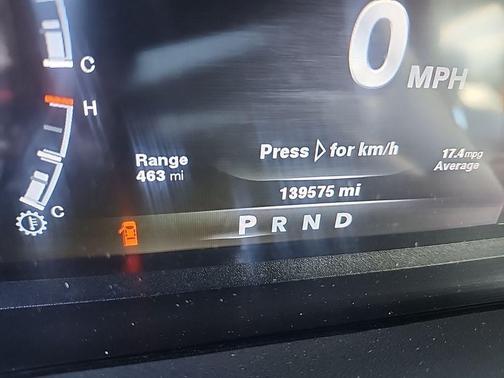 0 MPH
C
H
Press ▷ for km/h
Range
463 mi
17.4 mpg
Average
139575 mi
C
P R N D